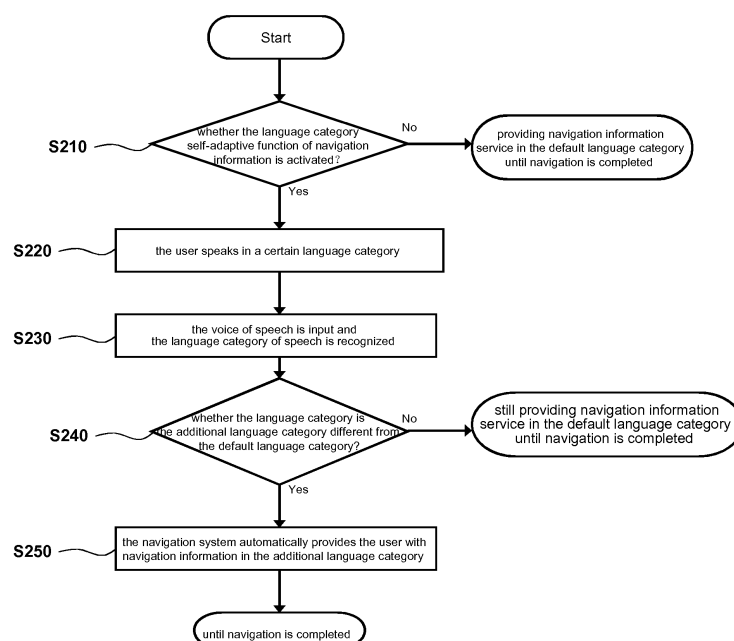 Start
S210
whether the language category
self-adaptive function of navigation
information is activated?
No
providing navigation information
service in the default language category
until navigation is completed
Yes
S220
the user speaks in a certain language category
S230
the voice of speech is input and
the language category of speech is recognized
S240
whether the language category is
the additional language category different from
the default language category?
No
still providing navigation information
service in the default language category
until navigation is completed
Yes
S250
the navigation system automatically provides the user with
navigation information in the additional language category
until navigation is completed